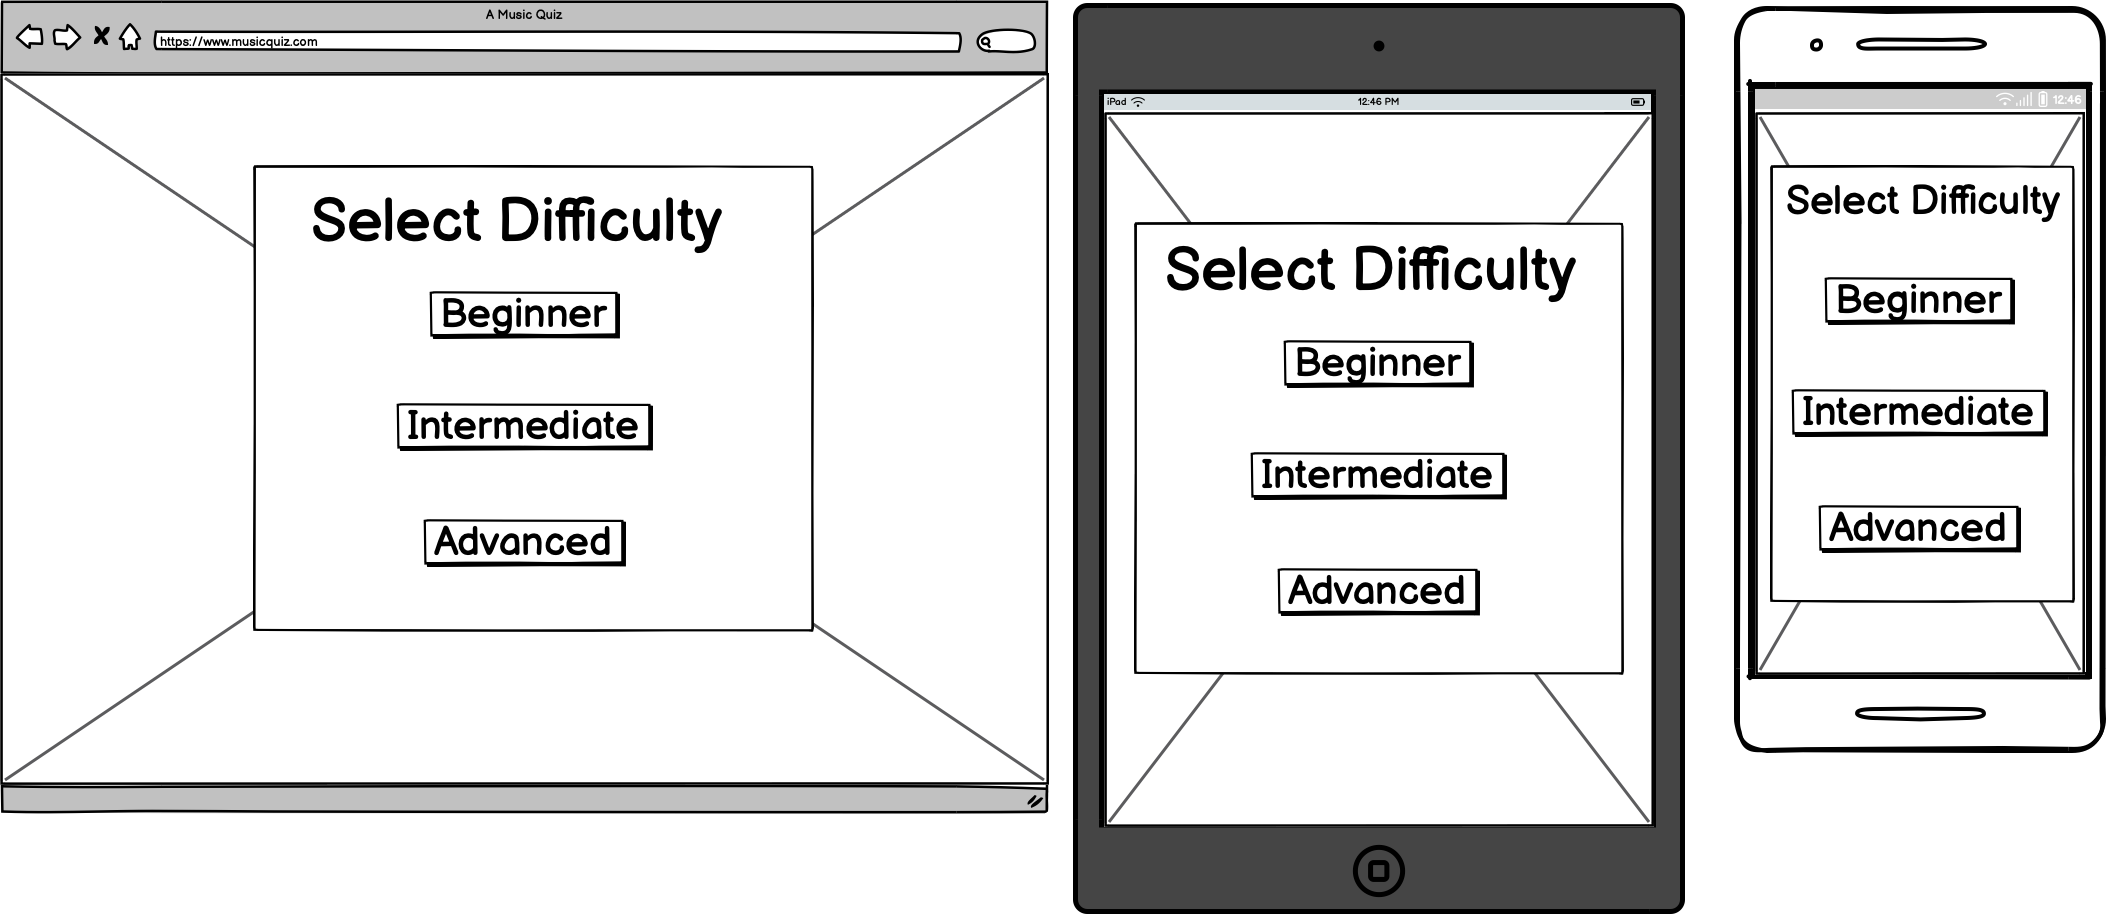 A Music Quiz
https://www.musicquiz.com
Select Difficulty
Beginner
Intermediate
Advanced
iPad 12:46 PM
Select Difficulty
Beginner
Intermediate
Advanced
12:46
Select Difficulty
Beginner
Intermediate
Advanced